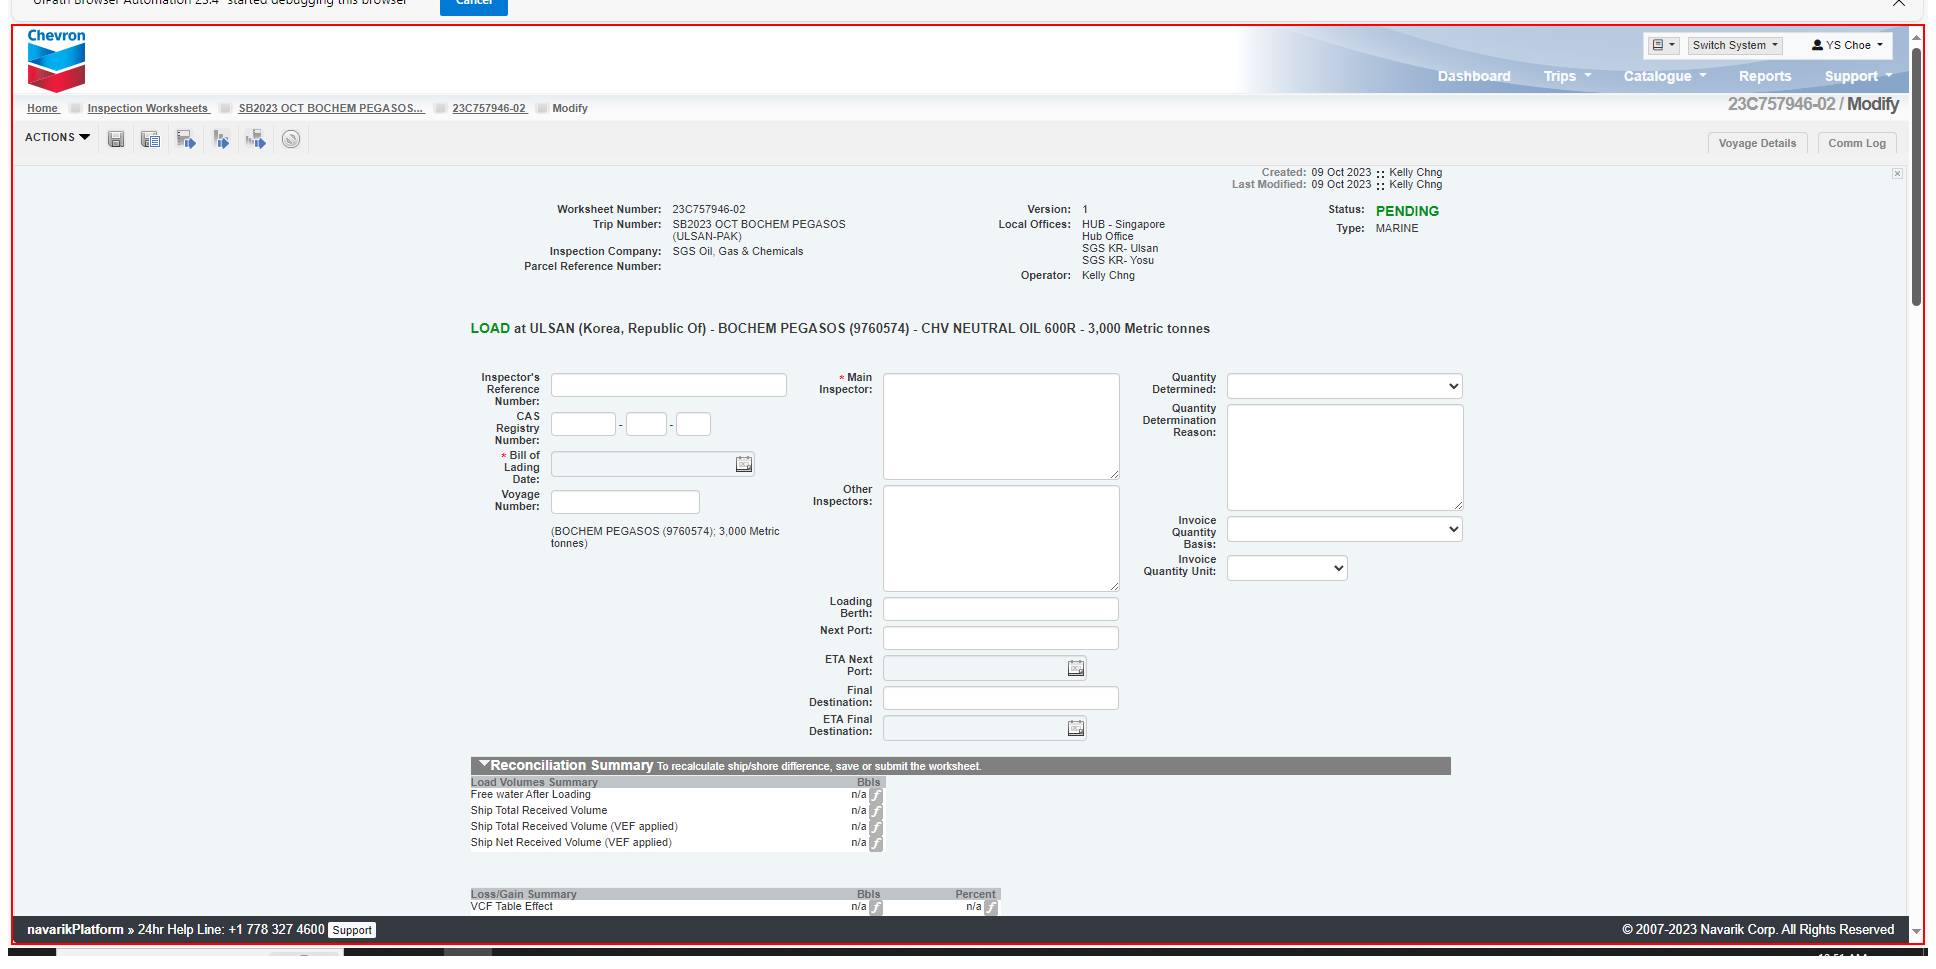 UiPath Browser Automation 23.4" started debugging this browser
Cancel
Chevron
Switch System
YS Choe
Dashboard Trips Catalogue Reports Support
Home Inspection Worksheets SB2023 OCT BOCHEM PEGASOS... 23C757946-02 Modify
23C757946-02 / Modify
ACTIONS
Voyage Details Comm Log
Created: 09 Oct 2023 :: Kelly Chng
Last Modified: 09 Oct 2023 :: Kelly Chng
Worksheet Number: 23C757946-02
Trip Number: SB2023 OCT BOCHEM PEGASOS
(ULSAN-PAK)
Inspection Company: SGS Oil, Gas & Chemicals
Parcel Reference Number:
Version: 1
Local Offices: HUB - Singapore
Hub Office
SGS KR- Ulsan
SGS KR- Yosu
Operator: Kelly Chng
Status: PENDING
Type: MARINE
LOAD at ULSAN (Korea, Republic Of) - BOCHEM PEGASOS (9760574) - CHV NEUTRAL OIL 600R - 3,000 Metric tonnes
Inspector's
Reference
Number:
CAS
Registry
Number:
- -
* Bill of
Lading
Date:
Voyage
Number:
(BOCHEM PEGASOS (9760574); 3,000 Metric
tonnes)
* Main
Inspector:
Other
Inspectors:
Loading
Berth:
Next Port:
ETA Next
Port:
Final
Destination:
ETA Final
Destination:
Quantity
Determined:
Quantity
Determination
Reason:
Invoice
Quantity
Basis:
Invoice
Quantity Unit:
Reconciliation Summary To recalculate ship/shore difference, save or submit the worksheet.
Load Volumes Summary Bbls
Free water After Loading n/a f
Ship Total Received Volume n/a f
Ship Total Received Volume (VEF applied) n/a f
Ship Net Received Volume (VEF applied) n/a f
Loss/Gain Summary Bbls Percent
VCF Table Effect n/a f n/a f
navarikPlatform » 24hr Help Line: +1 778 327 4600 Support
© 2007-2023 Navarik Corp. All Rights Reserved